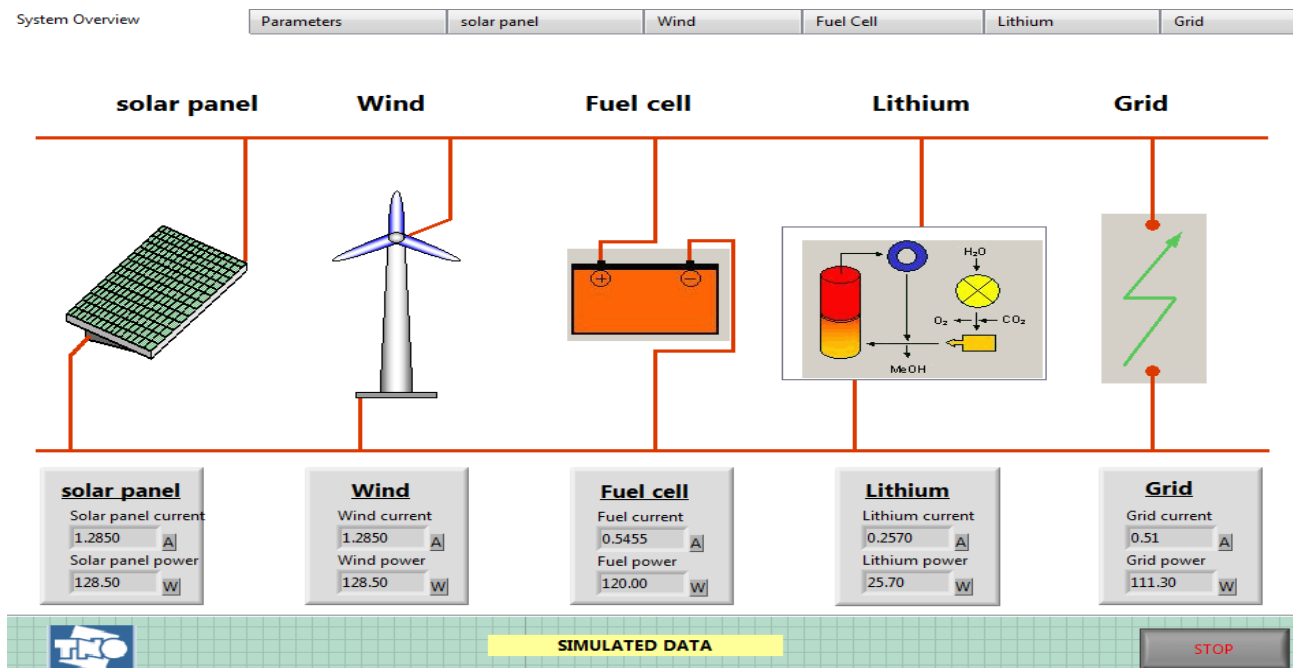 System Overview
Parameters
solar panel
Wind
Fuel Cell
Lithium
Grid
solar panel
Wind
Fuel cell
Lithium
Grid
+
−
H₂O
O₂
CO₂
MeOH
solar panel
Solar panel current
1.2850 A
Solar panel power
128.50 W
Wind
Wind current
1.2850 A
Wind power
128.50 W
Fuel cell
Fuel current
0.5455 A
Fuel power
120.00 W
Lithium
Lithium current
0.2570 A
Lithium power
25.70 W
Grid
Grid current
0.51 A
Grid power
111.30 W
TNO
SIMULATED DATA
STOP